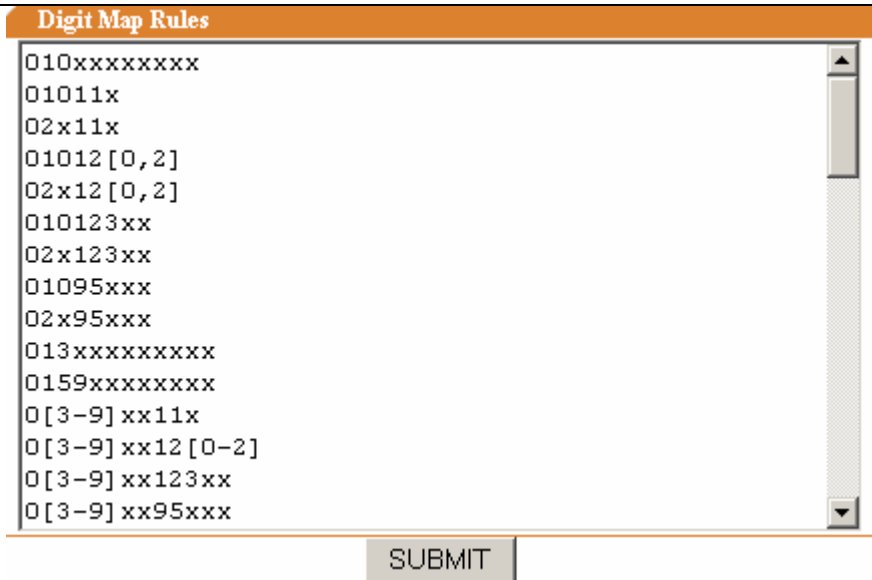 Digit Map Rules
010xxxxxxxx
01011x
02x11x
01012[0,2]
02x12[0,2]
010123xx
02x123xx
01095xxx
02x95xxx
013xxxxxxxxx
0159xxxxxxxx
0[3-9]xx11x
0[3-9]xx12[0-2]
0[3-9]xx123xx
0[3-9]xx95xxx
SUBMIT